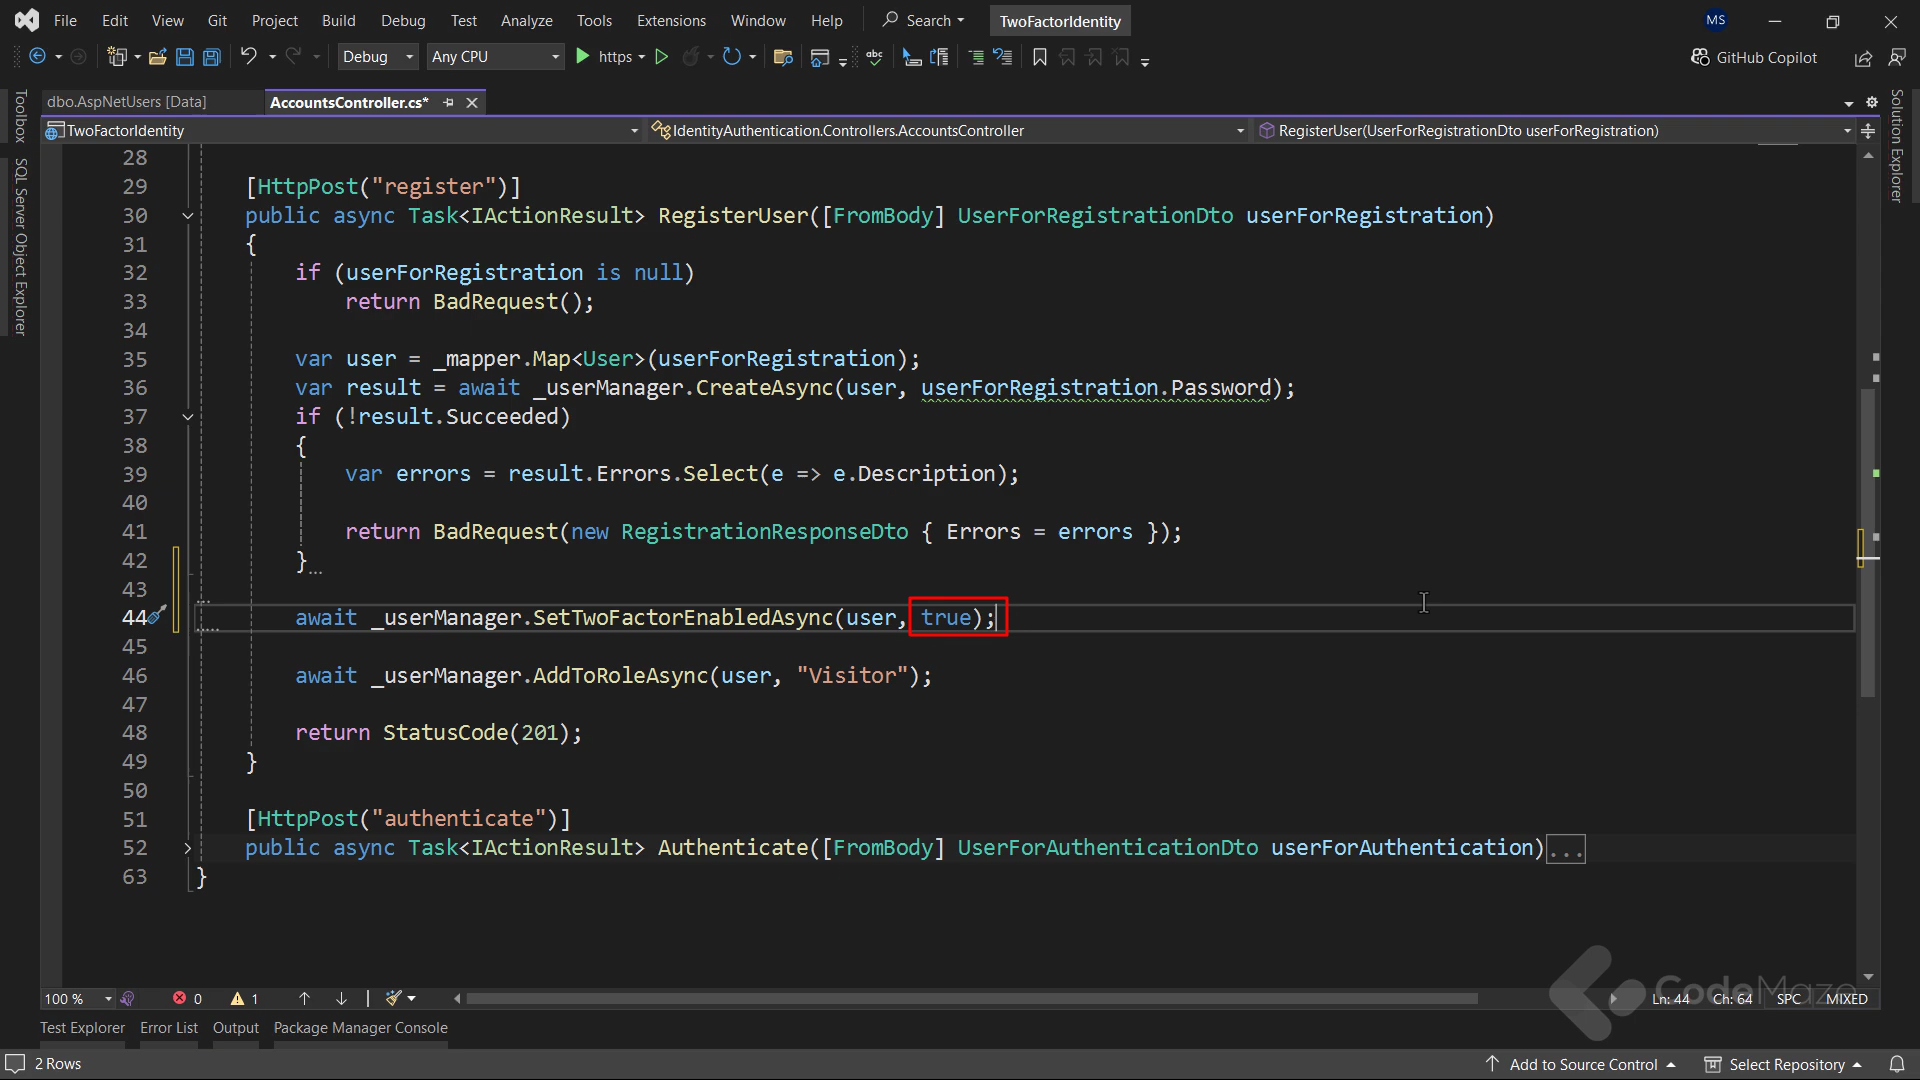 File Edit View Git Project Build Debug Test Analyze Tools Extensions Window Help Search TwoFactorIdentity MS
Debug Any CPU https abc GitHub Copilot
dbo.AspNetUsers [Data] AccountsController.cs*
TwoFactorIdentity IdentityAuthentication.Controllers.AccountsController RegisterUser(UserForRegistrationDto userForRegistration)
Toolbox
SQL Server Object Explorer
Solution Explorer
28
29 [HttpPost("register")]
30 public async Task<IActionResult> RegisterUser([FromBody] UserForRegistrationDto userForRegistration)
31 {
32 if (userForRegistration is null)
33 return BadRequest();
34
35 var user = _mapper.Map<User>(userForRegistration);
36 var result = await _userManager.CreateAsync(user, userForRegistration.Password);
37 if (!result.Succeeded)
38 {
39 var errors = result.Errors.Select(e => e.Description);
40
41 return BadRequest(new RegistrationResponseDto { Errors = errors });
42 }
43
44 await _userManager.SetTwoFactorEnabledAsync(user, true);
45
46 await _userManager.AddToRoleAsync(user, "Visitor");
47
48 return StatusCode(201);
49 }
50
51 [HttpPost("authenticate")]
52 public async Task<IActionResult> Authenticate([FromBody] UserForAuthenticationDto userForAuthentication)...
63 }
100 % 0 1 Ln: 44 Ch: 64 SPC MIXED
CodeMaze
Test Explorer Error List Output Package Manager Console
2 Rows Add to Source Control Select Repository